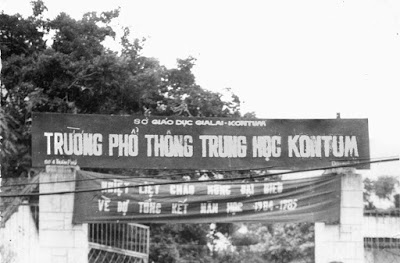 SỞ GIÁO DỤC GIALAI-KONTUM
TRƯỜNG PHỔ THÔNG TRUNG HỌC KONTUM
NHIỆT LIỆT CHÀO MỪNG ĐẠI BIỂU
VỀ DỰ TỔNG KẾT NĂM HỌC 1984-1985